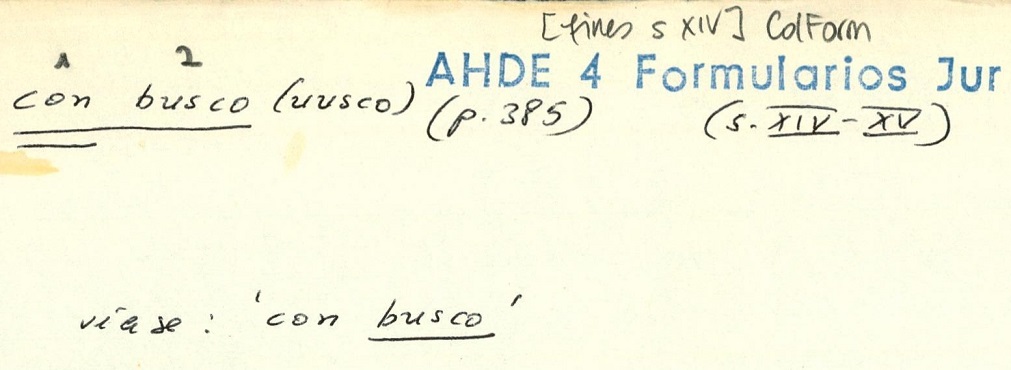 [fines s XIV] ColForm
1 2 AHDE 4 Formularios Jur
con busco (uusco) (p. 385) (s. XIV-XV)
véase: 'con busco'